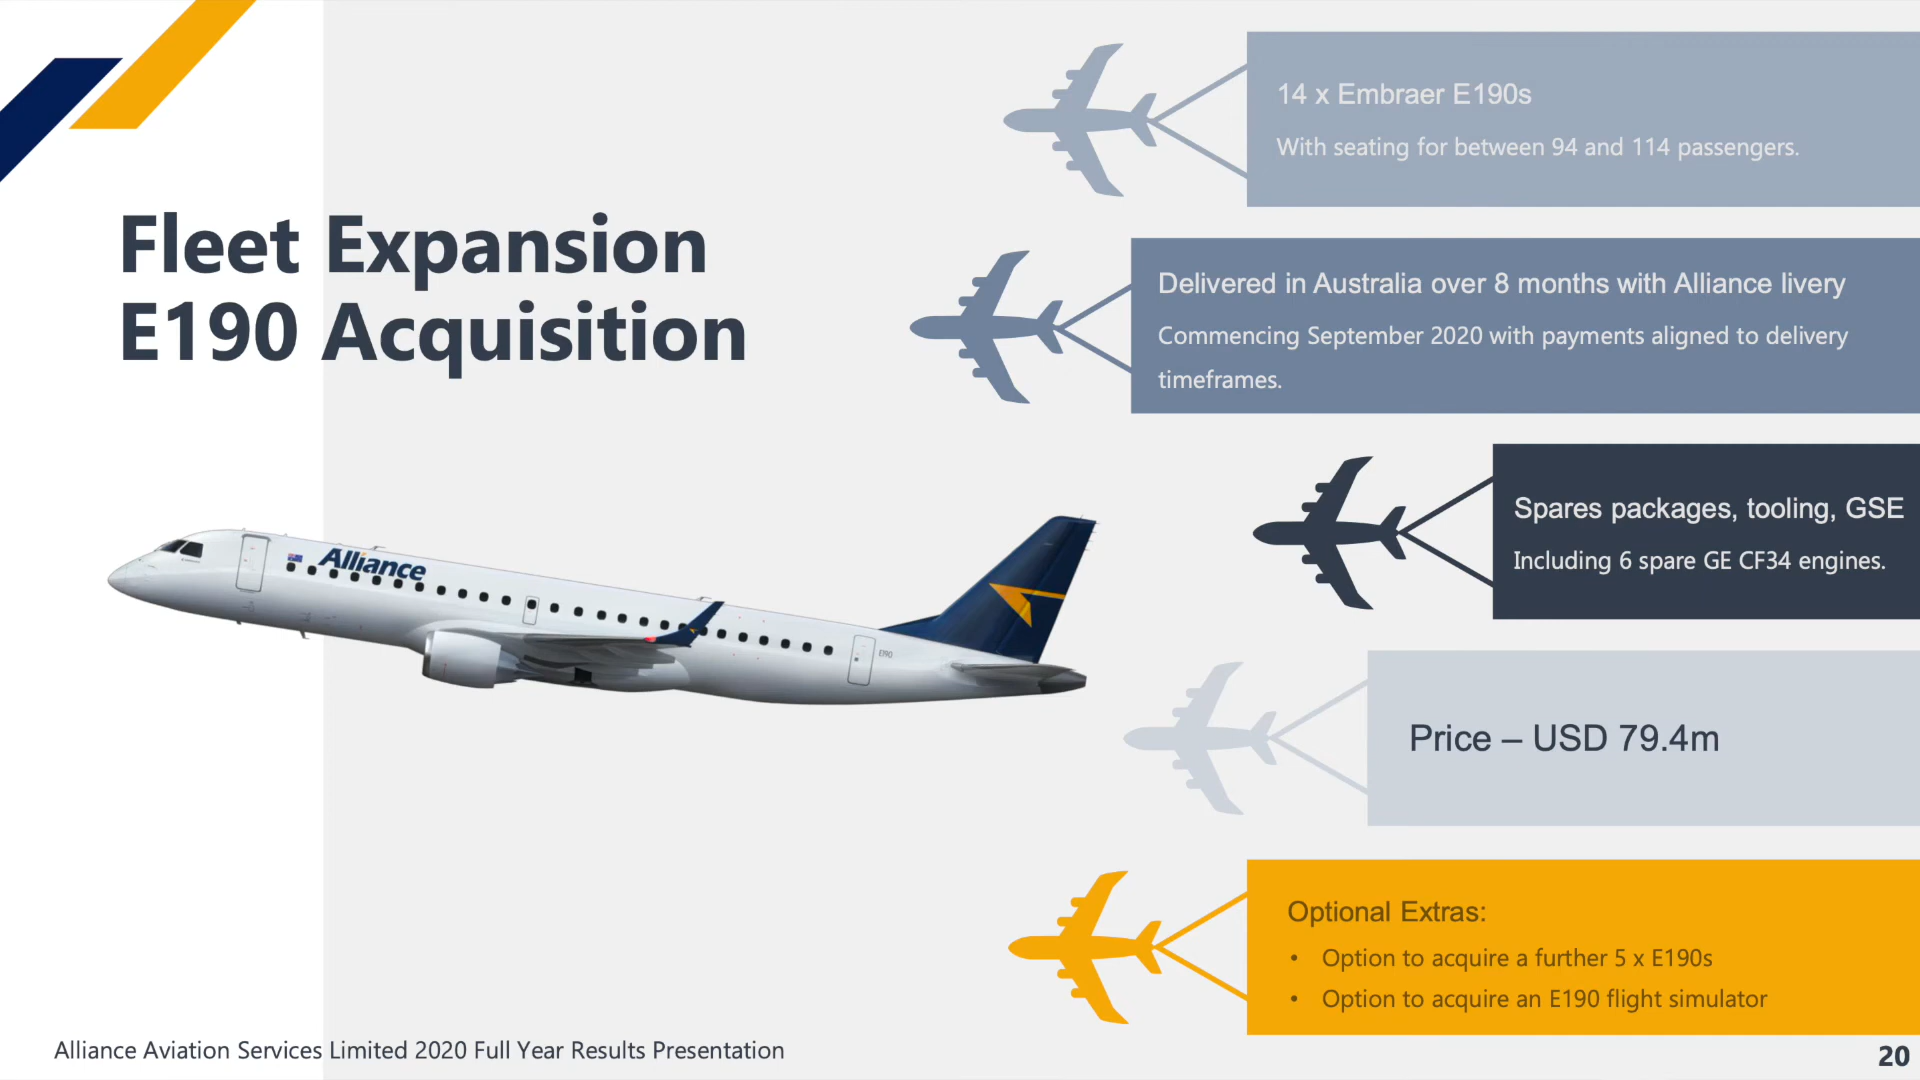 Fleet Expansion
E190 Acquisition
14 x Embraer E190s
With seating for between 94 and 114 passengers.
Delivered in Australia over 8 months with Alliance livery
Commencing September 2020 with payments aligned to delivery
timeframes.
Spares packages, tooling, GSE
Including 6 spare GE CF34 engines.
Price – USD 79.4m
Optional Extras:
• Option to acquire a further 5 x E190s
• Option to acquire an E190 flight simulator
Alliance
E190
Alliance Aviation Services Limited 2020 Full Year Results Presentation
20